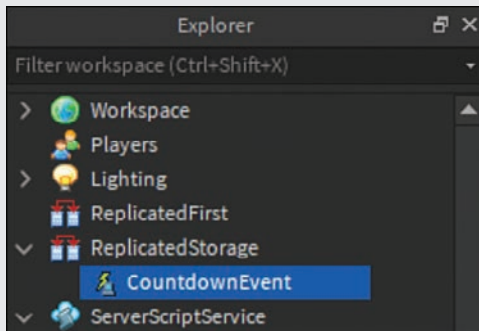 Explorer
Filter workspace (Ctrl+Shift+X)
Workspace
Players
Lighting
ReplicatedFirst
ReplicatedStorage
CountdownEvent
ServerScriptService